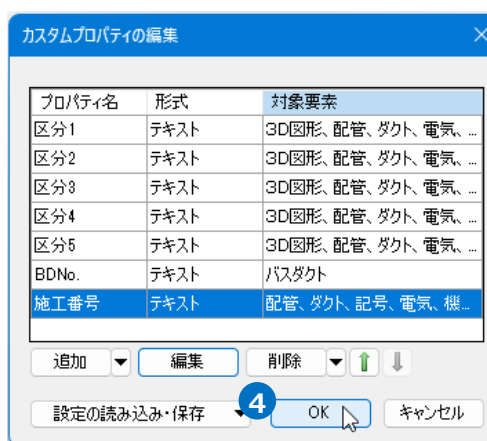 カスタムプロパティの編集
プロパティ名 形式 対象要素
区分1 テキスト 3D図形、配管、ダクト、電気、...
区分2 テキスト 3D図形、配管、ダクト、電気、...
区分3 テキスト 3D図形、配管、ダクト、電気、...
区分4 テキスト 3D図形、配管、ダクト、電気、...
区分5 テキスト 3D図形、配管、ダクト、電気、...
BDNo. テキスト バスダクト
施工番号 テキスト 配管、ダクト、記号、電気、機...
追加 編集 削除
設定の読み込み・保存 4 OK キャンセル